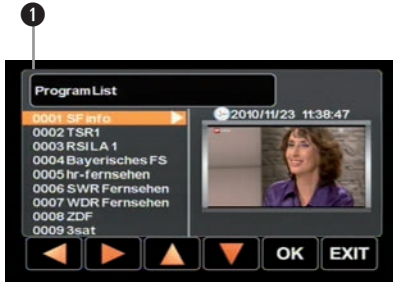 1
Program List
0001 SF info
2010/11/23 11:38:47
0002 TSR1
0003 RSI LA 1
0004 Bayerisches FS
0005 hr-fernsehen
0006 SWR Fernsehen
0007 WDR Fernsehen
0008 ZDF
0009 3sat
OK
EXIT